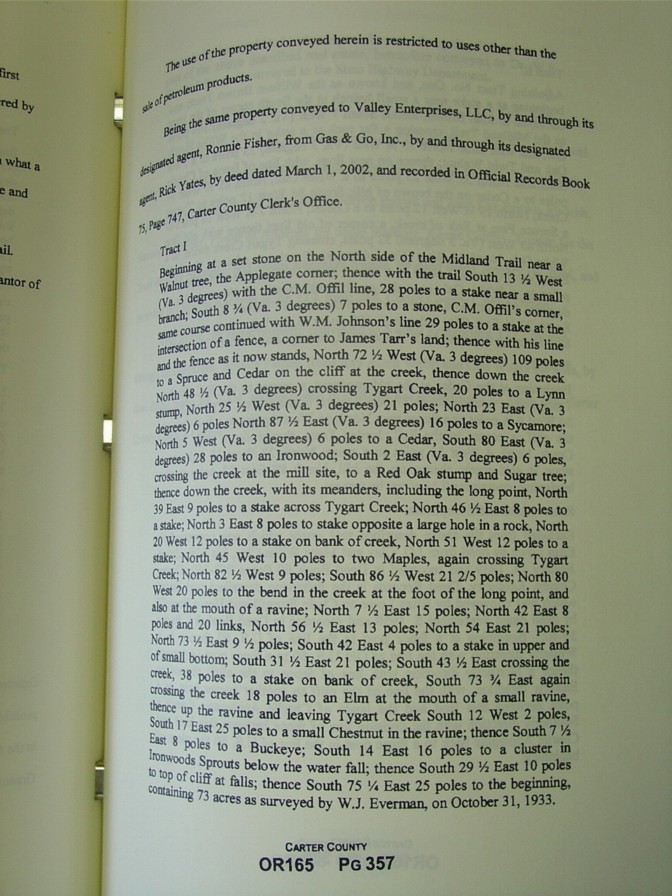 first
red by
what a
e and
ail.
antor of
The use of the property conveyed herein is restricted to uses other than the
sale of petroleum products.
Being the same property conveyed to Valley Enterprises, LLC, by and through its
designated agent, Ronnie Fisher, from Gas & Go, Inc., by and through its designated
agent, Rick Yates, by deed dated March 1, 2002, and recorded in Official Records Book
75, Page 747, Carter County Clerk's Office.
Tract I
Beginning at a set stone on the North side of the Midland Trail near a
Walnut tree, the Applegate corner; thence with the trail South 13 ½ West
(Va. 3 degrees) with the C.M. Offil line, 28 poles to a stake near a small
branch; South 8 ¾ (Va. 3 degrees) 7 poles to a stone, C.M. Offil's corner,
same course continued with W.M. Johnson's line 29 poles to a stake at the
intersection of a fence, a corner to James Tarr's land; thence with his line
and the fence as it now stands, North 72 ½ West (Va. 3 degrees) 109 poles
to a Spruce and Cedar on the cliff at the creek, thence down the creek
North 48 ½ (Va. 3 degrees) crossing Tygart Creek, 20 poles to a Lynn
stump, North 25 ½ West (Va. 3 degrees) 21 poles; North 23 East (Va. 3
degrees) 6 poles North 87 ½ East (Va. 3 degrees) 16 poles to a Sycamore;
North 5 West (Va. 3 degrees) 6 poles to a Cedar, South 80 East (Va. 3
degrees) 28 poles to an Ironwood; South 2 East (Va. 3 degrees) 6 poles,
crossing the creek at the mill site, to a Red Oak stump and Sugar tree;
thence down the creek, with its meanders, including the long point, North
39 East 9 poles to a stake across Tygart Creek; North 46 ½ East 8 poles to
a stake; North 3 East 8 poles to stake opposite a large hole in a rock, North
20 West 12 poles to a stake on bank of creek, North 51 West 12 poles to a
stake; North 45 West 10 poles to two Maples, again crossing Tygart
Creek; North 82 ½ West 9 poles; South 86 ½ West 21 2/5 poles; North 80
West 20 poles to the bend in the creek at the foot of the long point, and
also at the mouth of a ravine; North 7 ½ East 15 poles; North 42 East 8
poles and 20 links, North 56 ½ East 13 poles; North 54 East 21 poles;
North 73 ½ East 9 ½ poles; South 42 East 4 poles to a stake in upper and
of small bottom; South 31 ½ East 21 poles; South 43 ½ East crossing the
creek, 38 poles to a stake on bank of creek, South 73 ¾ East again
crossing the creek 18 poles to an Elm at the mouth of a small ravine,
thence up the ravine and leaving Tygart Creek South 12 West 2 poles,
South 17 East 25 poles to a small Chestnut in the ravine; thence South 7 ½
East 8 poles to a Buckeye; South 14 East 16 poles to a cluster in
Ironwoods Sprouts below the water fall; thence South 29 ½ East 10 poles
to top of cliff at falls; thence South 75 ¼ East 25 poles to the beginning,
containing 73 acres as surveyed by W.J. Everman, on October 31, 1933.
CARTER COUNTY
OR165 PG 357